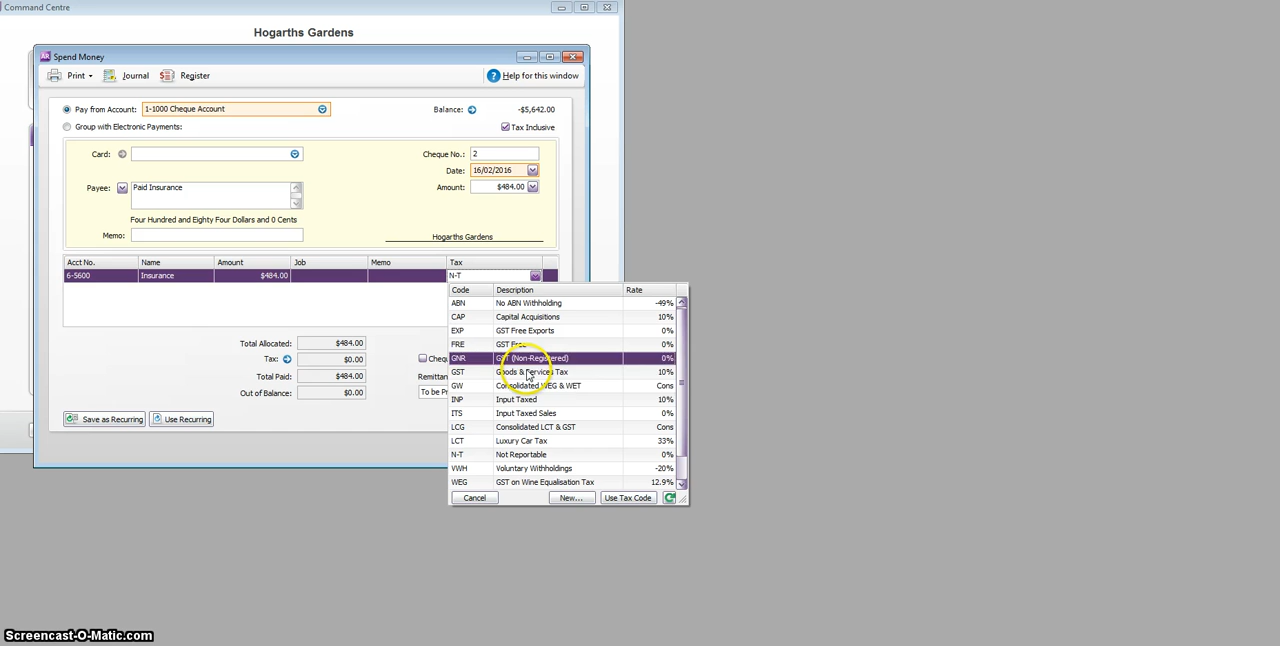 Command Centre
Hogarths Gardens
AR Spend Money
Print Journal Register ? Help for this window
Pay from Account: 1-1000 Cheque Account Balance: -$5,642.00
Group with Electronic Payments: Tax Inclusive
Card: Cheque No.: 2
Date: 16/02/2016
Payee: Paid Insurance Amount: $484.00
Four Hundred and Eighty Four Dollars and 0 Cents
Memo: Hogarths Gardens
Acct No. Name Amount Job Memo Tax
6-5600 Insurance $484.00 N-T
Code Description Rate
ABN No ABN Withholding -49%
CAP Capital Acquisitions 10%
EXP GST Free Exports 0%
FRE GST Free 0%
GNR GST (Non-Registered) 0%
GST Goods & Services Tax 10%
GW Consolidated WEG & WET Cons
INP Input Taxed 10%
ITS Input Taxed Sales 0%
LCG Consolidated LCT & GST Cons
LCT Luxury Car Tax 33%
N-T Not Reportable 0%
VWH Voluntary Withholdings -20%
WEG GST on Wine Equalisation Tax 12.9%
Cancel New... Use Tax Code
Total Allocated: $484.00
Tax: $0.00 Chequ
Total Paid: $484.00 Remittan
Out of Balance: $0.00 To be Pr
Save as Recurring Use Recurring
Screencast-O-Matic.com